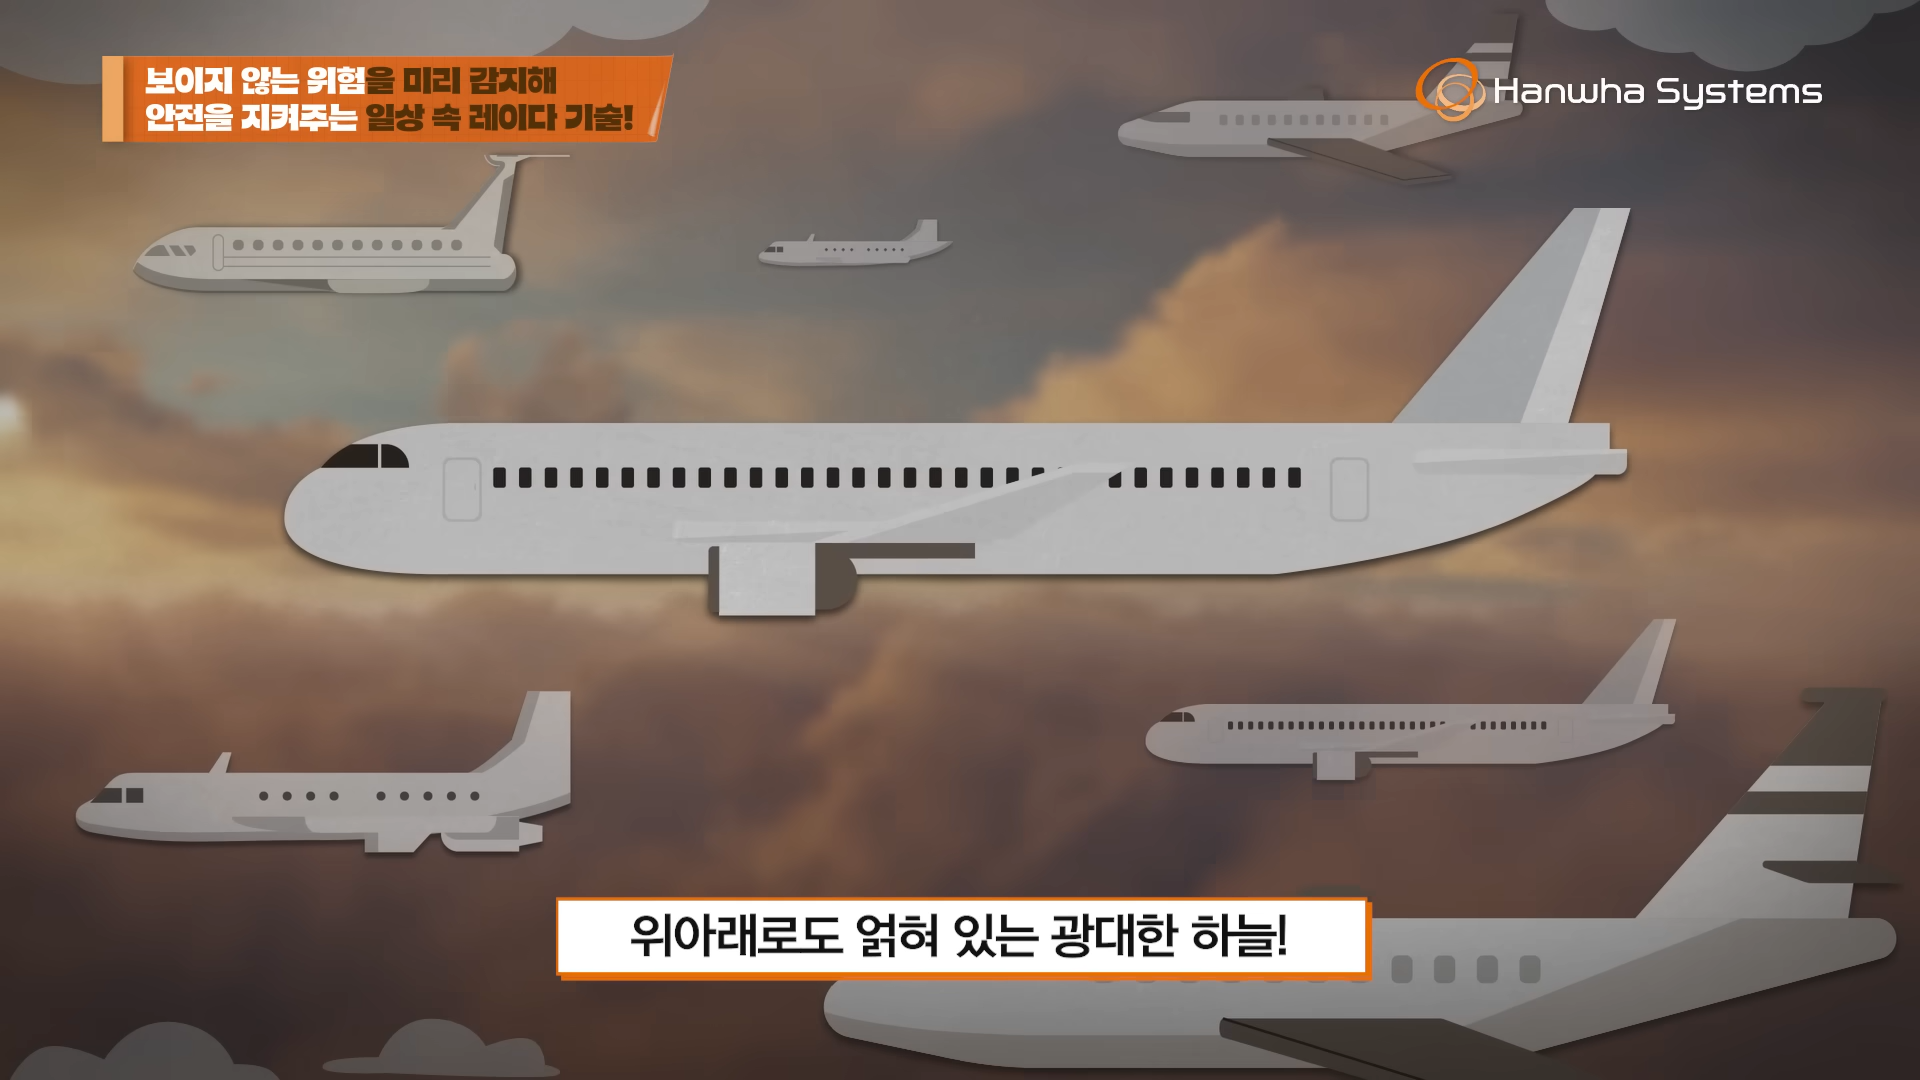 보이지 않는 위험을 미리 감지해
안전을 지켜주는 일상 속 레이다 기술!
Hanwha Systems
위아래로도 얽혀 있는 광대한 하늘!